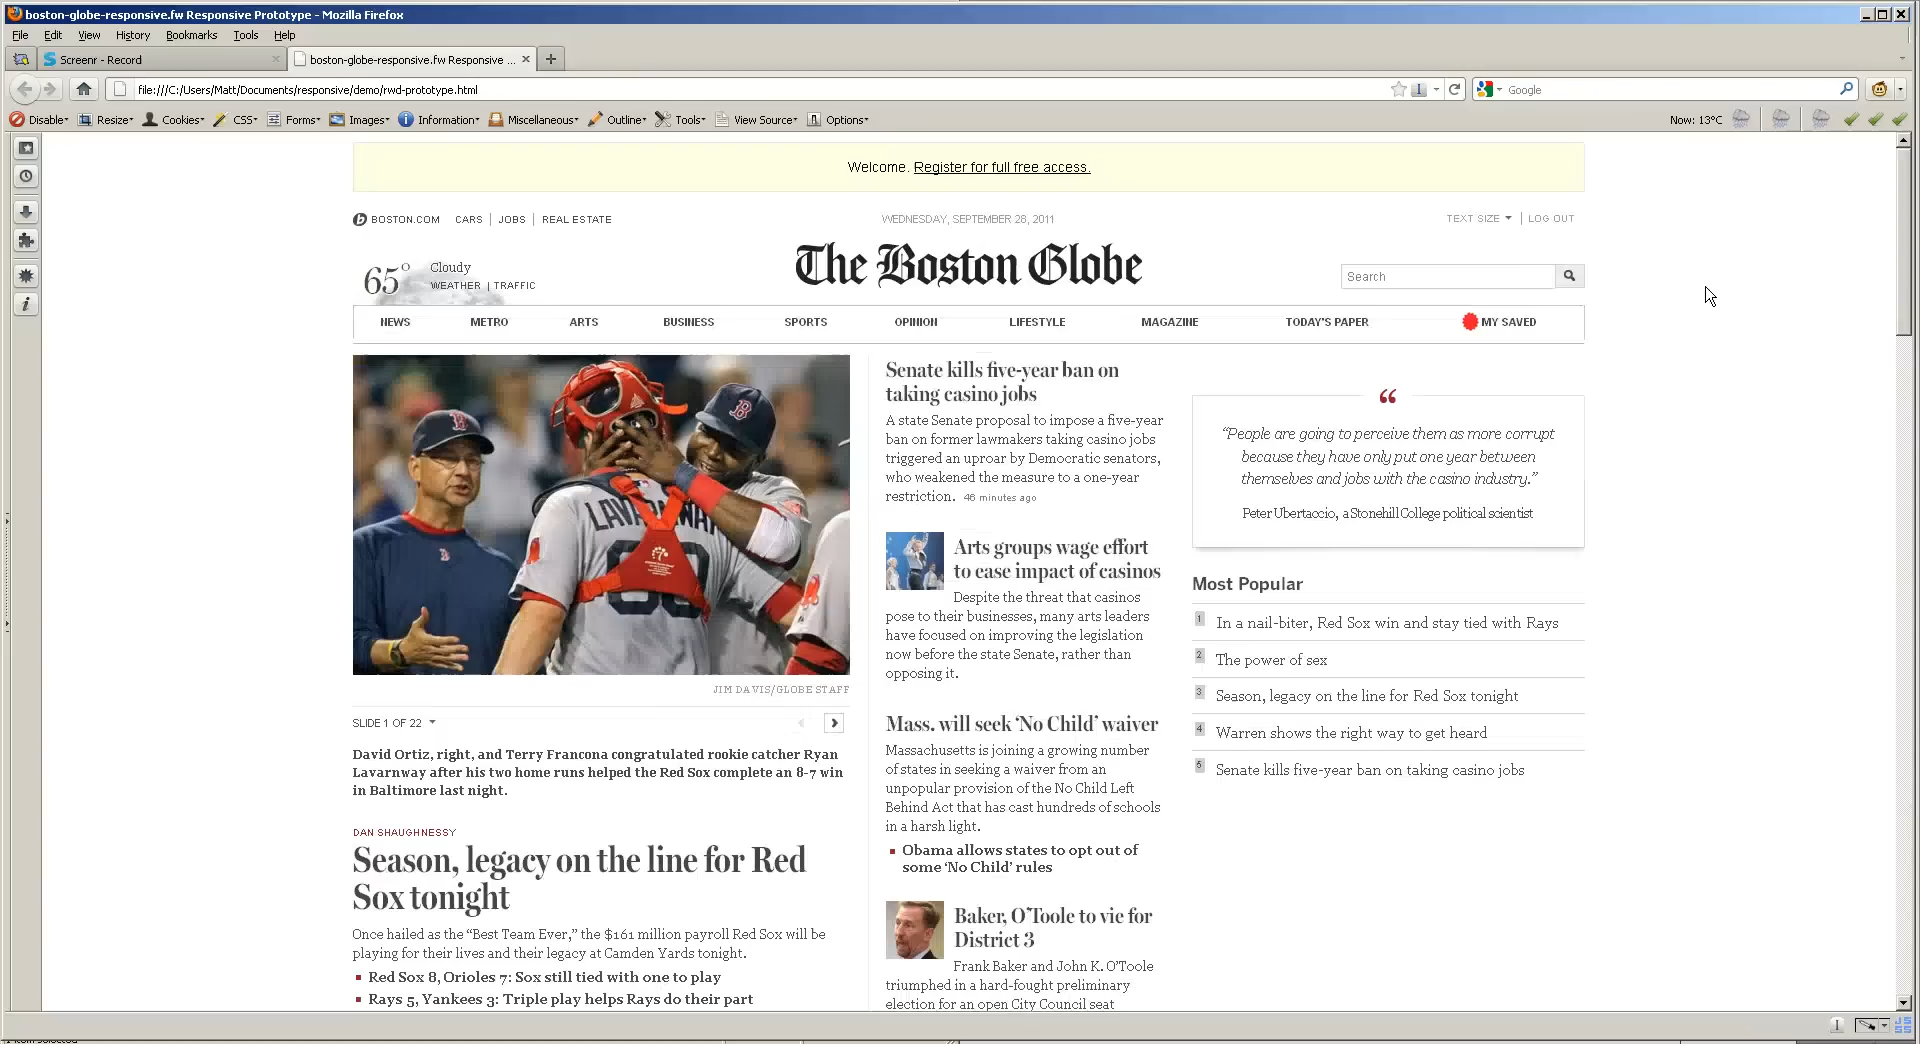 boston-globe-responsive.fw Responsive Prototype - Mozilla Firefox
File Edit View History Bookmarks Tools Help
Screenr - Record
boston-globe-responsive.fw Responsive ...
file:///C:/Users/Matt/Documents/responsive/demo/rwd-prototype.html
Google
Disable Resize Cookies CSS Forms Images Information Miscellaneous Outline Tools View Source Options
Now: 13°C
Welcome. Register for full free access.
BOSTON.COM CARS JOBS REAL ESTATE
WEDNESDAY, SEPTEMBER 28, 2011
TEXT SIZE LOG OUT
65° Cloudy
WEATHER | TRAFFIC
The Boston Globe
Search
NEWS METRO ARTS BUSINESS SPORTS OPINION LIFESTYLE MAGAZINE TODAY'S PAPER MY SAVED
LAVARNWAY
JIM DAVIS/GLOBE STAFF
SLIDE 1 OF 22
David Ortiz, right, and Terry Francona congratulated rookie catcher Ryan
Lavarnway after his two home runs helped the Red Sox complete an 8-7 win
in Baltimore last night.
DAN SHAUGHNESSY
Season, legacy on the line for Red
Sox tonight
Once hailed as the “Best Team Ever,” the $161 million payroll Red Sox will be
playing for their lives and their legacy at Camden Yards tonight.
Red Sox 8, Orioles 7: Sox still tied with one to play
Rays 5, Yankees 3: Triple play helps Rays do their part
Senate kills five-year ban on
taking casino jobs
A state Senate proposal to impose a five-year
ban on former lawmakers taking casino jobs
triggered an uproar by Democratic senators,
who weakened the measure to a one-year
restriction. 46 minutes ago
Arts groups wage effort
to ease impact of casinos
Despite the threat that casinos
pose to their businesses, many arts leaders
have focused on improving the legislation
now before the state Senate, rather than
opposing it.
Mass. will seek ‘No Child’ waiver
Massachusetts is joining a growing number
of states in seeking a waiver from an
unpopular provision of the No Child Left
Behind Act that has cast hundreds of schools
in a harsh light.
Obama allows states to opt out of
some ‘No Child’ rules
Baker, O’Toole to vie for
District 3
Frank Baker and John K. O’Toole
triumphed in a hard-fought preliminary
election for an open City Council seat
“
“People are going to perceive them as more corrupt
because they have only put one year between
themselves and jobs with the casino industry.”
Peter Ubertaccio, a Stonehill College political scientist
Most Popular
1 In a nail-biter, Red Sox win and stay tied with Rays
2 The power of sex
3 Season, legacy on the line for Red Sox tonight
4 Warren shows the right way to get heard
5 Senate kills five-year ban on taking casino jobs